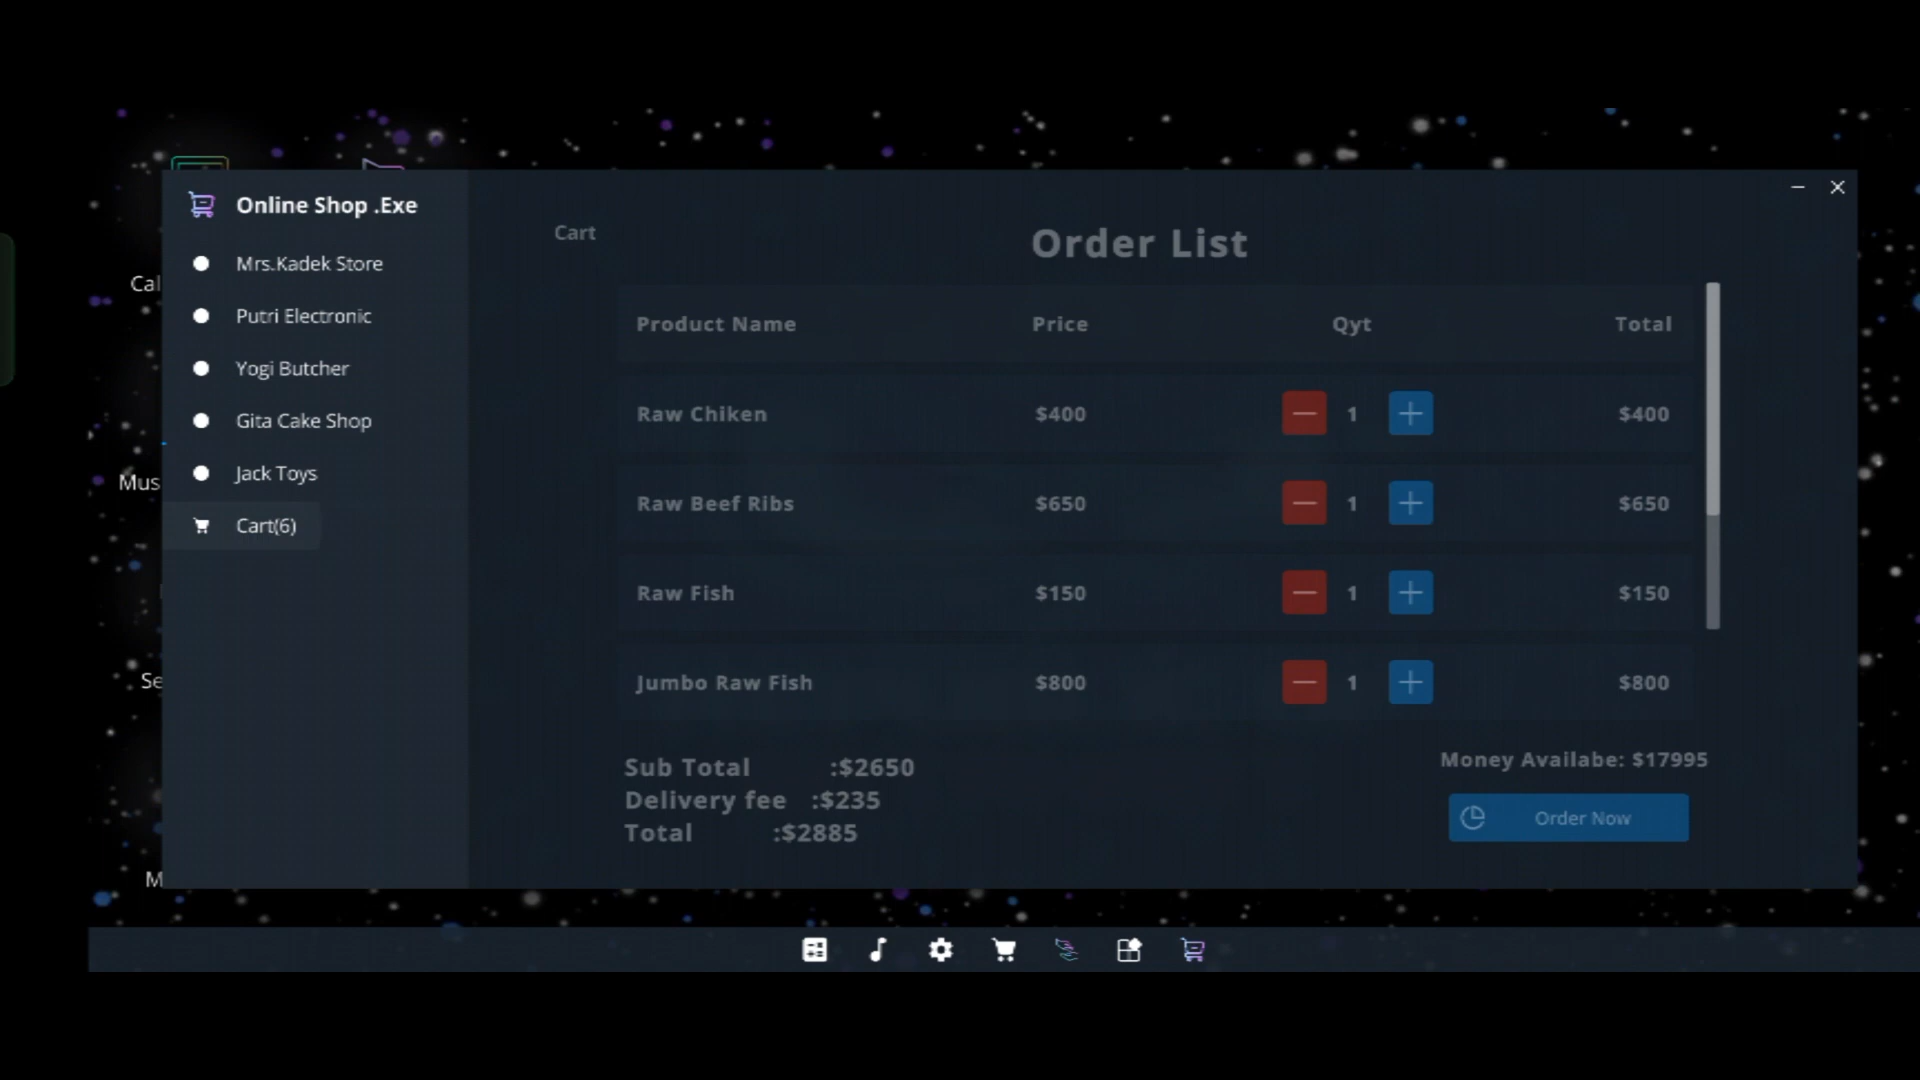 Online Shop .Exe
Mrs.Kadek Store
Putri Electronic
Yogi Butcher
Gita Cake Shop
Jack Toys
Cart(6)
Cal
Mus
Se
M
Cart
Order List
Product Name Price Qyt Total
Raw Chiken $400 1 $400
Raw Beef Ribs $650 1 $650
Raw Fish $150 1 $150
Jumbo Raw Fish $800 1 $800
Sub Total :$2650
Delivery fee :$235
Total :$2885
Money Availabe: $17995
Order Now